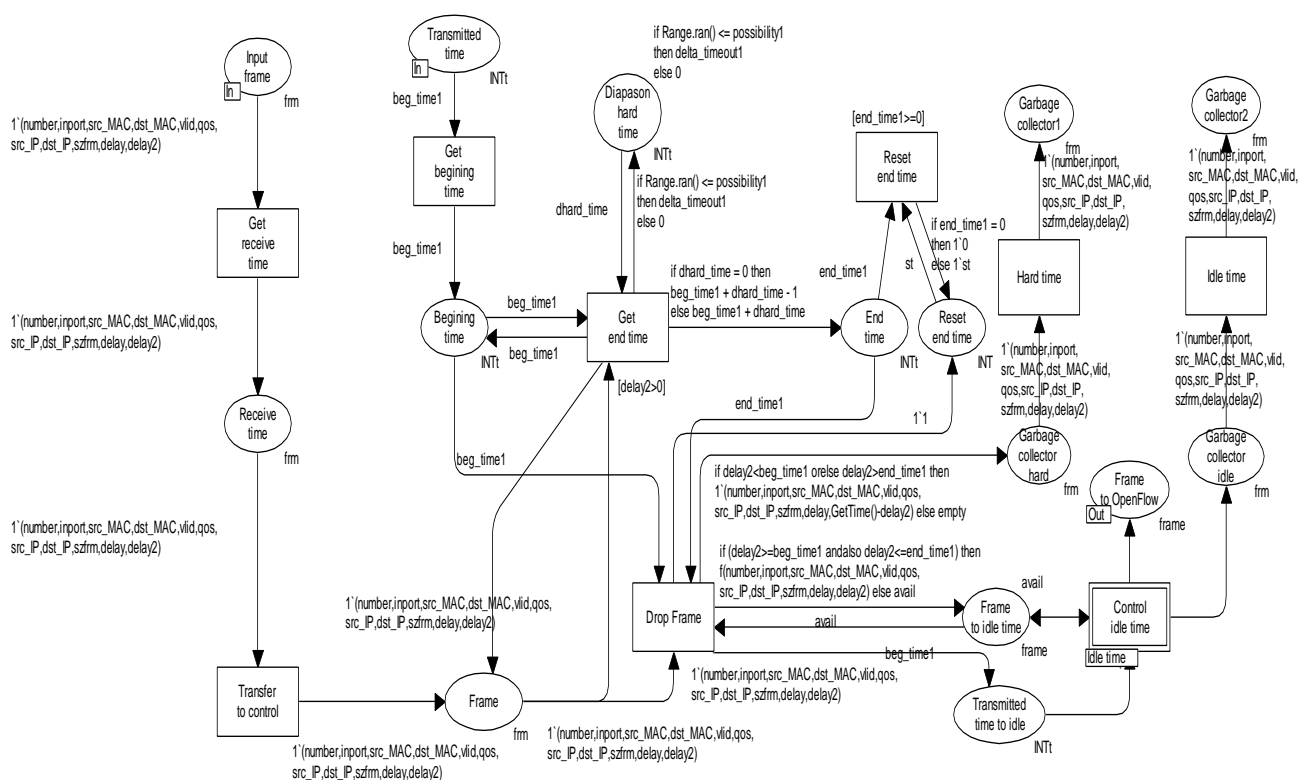 Input
frame
In
frm
1`(number,inport,src_MAC,dst_MAC,vlid,qos,
src_IP,dst_IP,szfrm,delay,delay2)
Get
receive
time
1`(number,inport,src_MAC,dst_MAC,vlid,qos,
src_IP,dst_IP,szfrm,delay,delay2)
Receive
time
frm
1`(number,inport,src_MAC,dst_MAC,vlid,qos,
src_IP,dst_IP,szfrm,delay,delay2)
Transfer
to control
1`(number,inport,src_MAC,dst_MAC,vlid,qos,
src_IP,dst_IP,szfrm,delay,delay2)
Transmitted
time
In
INTt
beg_time1
Get
begining
time
beg_time1
Begining
time
INTt
beg_time1
beg_time1
beg_time1
if Range.ran() <= possibility1
then delta_timeout1
else 0
Diapason
hard
time
INTt
dhard_time
if Range.ran() <= possibility1
then delta_timeout1
else 0
Get
end time
[delay2>0]
if dhard_time = 0 then
beg_time1 + dhard_time - 1
else beg_time1 + dhard_time
1`(number,inport,src_MAC,dst_MAC,vlid,qos,
src_IP,dst_IP,szfrm,delay,delay2)
Frame
frm
1`(number,inport,src_MAC,dst_MAC,vlid,qos,
src_IP,dst_IP,szfrm,delay,delay2)
[end_time1>=0]
Reset
end time
end_time1
st
if end_time1 = 0
then 1`0
else 1`st
End
time
INTt
Reset
end time
INT
end_time1
1`1
Drop Frame
if delay2<beg_time1 orelse delay2>end_time1 then
1`(number,inport,src_MAC,dst_MAC,vlid,qos,
src_IP,dst_IP,szfrm,delay,GetTime()-delay2) else empty
if (delay2>=beg_time1 andalso delay2<=end_time1) then
f(number,inport,src_MAC,dst_MAC,vlid,qos,
src_IP,dst_IP,szfrm,delay,delay2) else avail
avail
beg_time1
1`(number,inport,src_MAC,dst_MAC,vlid,qos,
src_IP,dst_IP,szfrm,delay,delay2)
Garbage
collector1
frm
1`(number,inport,
src_MAC,dst_MAC,vlid,
qos,src_IP,dst_IP,
szfrm,delay,delay2)
Hard time
1`(number,inport,
src_MAC,dst_MAC,vlid,
qos,src_IP,dst_IP,
szfrm,delay,delay2)
Garbage
collector
hard
frm
Garbage
collector2
frm
1`(number,inport,
src_MAC,dst_MAC,vlid,
qos,src_IP,dst_IP,
szfrm,delay,delay2)
Idle time
1`(number,inport,
src_MAC,dst_MAC,vlid,
qos,src_IP,dst_IP,
szfrm,delay,delay2)
Garbage
collector
idle
frm
Frame
to OpenFlow
Out
frame
Frame
to idle time
frame
avail
Control
idle time
Idle time
Transmitted
time to idle
INTt